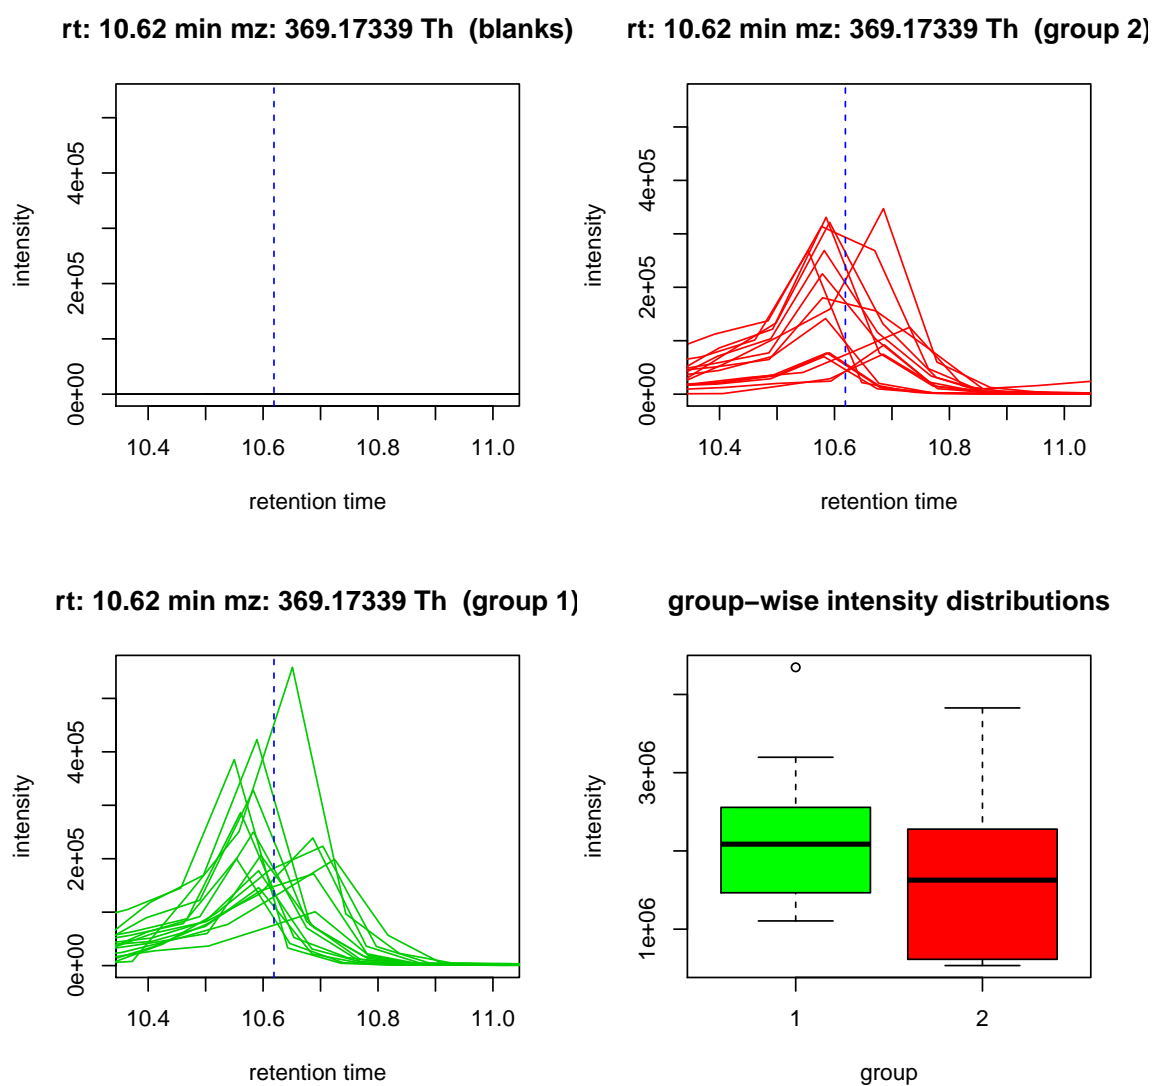 rt: 10.62 min mz: 369.17339 Th  (blanks)
intensity
0e+00
2e+05
4e+05
10.4
10.6
10.8
11.0
retention time
rt: 10.62 min mz: 369.17339 Th  (group 2)
intensity
0e+00
2e+05
4e+05
10.4
10.6
10.8
11.0
retention time
rt: 10.62 min mz: 369.17339 Th  (group 1)
intensity
0e+00
2e+05
4e+05
10.4
10.6
10.8
11.0
retention time
group−wise intensity distributions
intensity
1e+06
3e+06
1
2
group